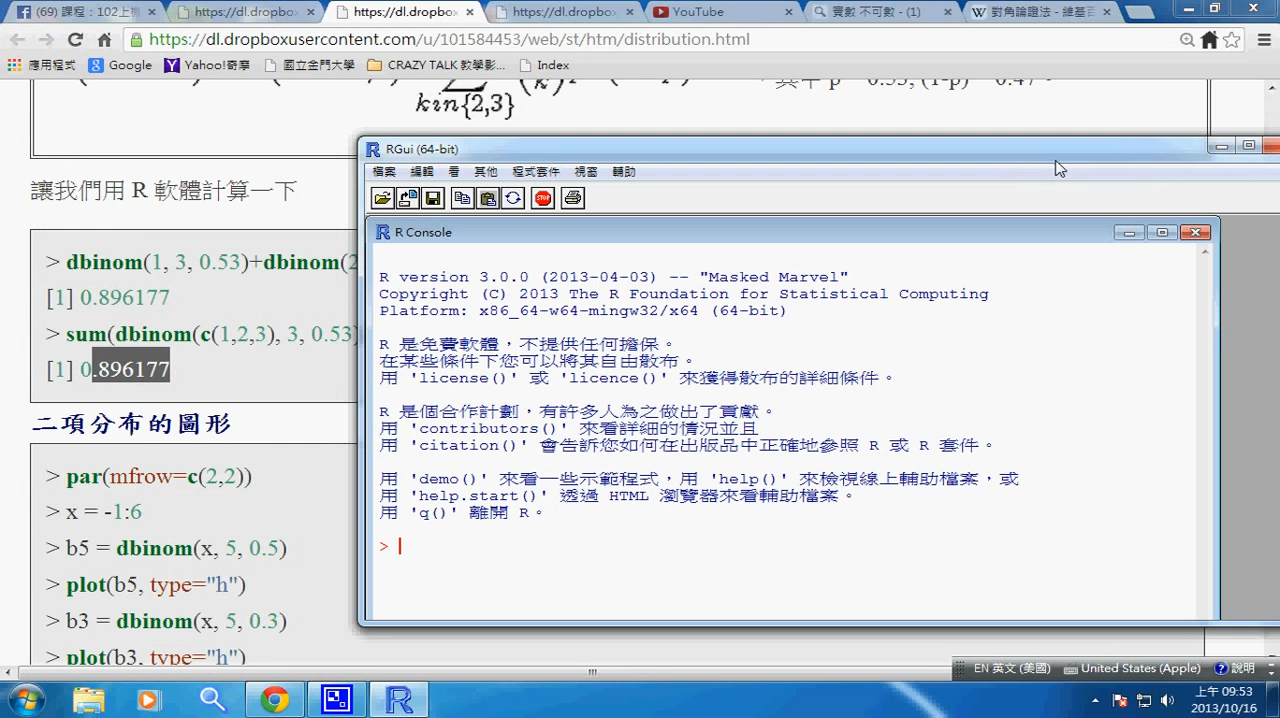 (69) 課程：102上機
https://dl.dropbox
https://dl.dropbox
https://dl.dropbox
YouTube
實數 不可數 - (1)
對角論證法 - 維基百
https://dl.dropboxusercontent.com/u/101584453/web/st/htm/distribution.html
應用程式
Google
Yahoo!奇摩
國立金門大學
CRAZY TALK 教學影...
Index
kin{2,3}
讓我們用 R 軟體計算一下
> dbinom(1, 3, 0.53)+dbinom(2
[1] 0.896177
> sum(dbinom(c(1,2,3), 3, 0.53)
[1] 0.896177
二項分布的圖形
> par(mfrow=c(2,2))
> x = -1:6
> b5 = dbinom(x, 5, 0.5)
> plot(b5, type="h")
> b3 = dbinom(x, 5, 0.3)
> plot(b3, type="h")
RGui (64-bit)
檔案 編輯 看 其他 程式套件 視窗 輔助
STOP
R Console
R version 3.0.0 (2013-04-03) -- "Masked Marvel"
Copyright (C) 2013 The R Foundation for Statistical Computing
Platform: x86_64-w64-mingw32/x64 (64-bit)
R 是免費軟體，不提供任何擔保。
在某些條件下您可以將其自由散布。
用 'license()' 或 'licence()' 來獲得散布的詳細條件。
R 是個合作計劃，有許多人為之做出了貢獻。
用 'contributors()' 來看詳細的情況並且
用 'citation()' 會告訴您如何在出版品中正確地參照 R 或 R 套件。
用 'demo()' 來看一些示範程式，用 'help()' 來檢視線上輔助檔案，或
用 'help.start()' 透過 HTML 瀏覽器來看輔助檔案。
用 'q()' 離開 R。
>
EN 英文 (美國)
United States (Apple)
說明
上午 09:53
2013/10/16